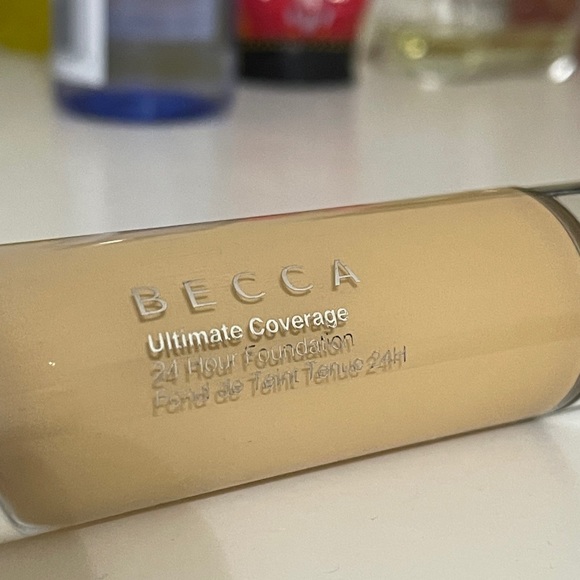 BECCA
Ultimate Coverage
24 Hour Foundation
Fond de Teint Tenue 24H